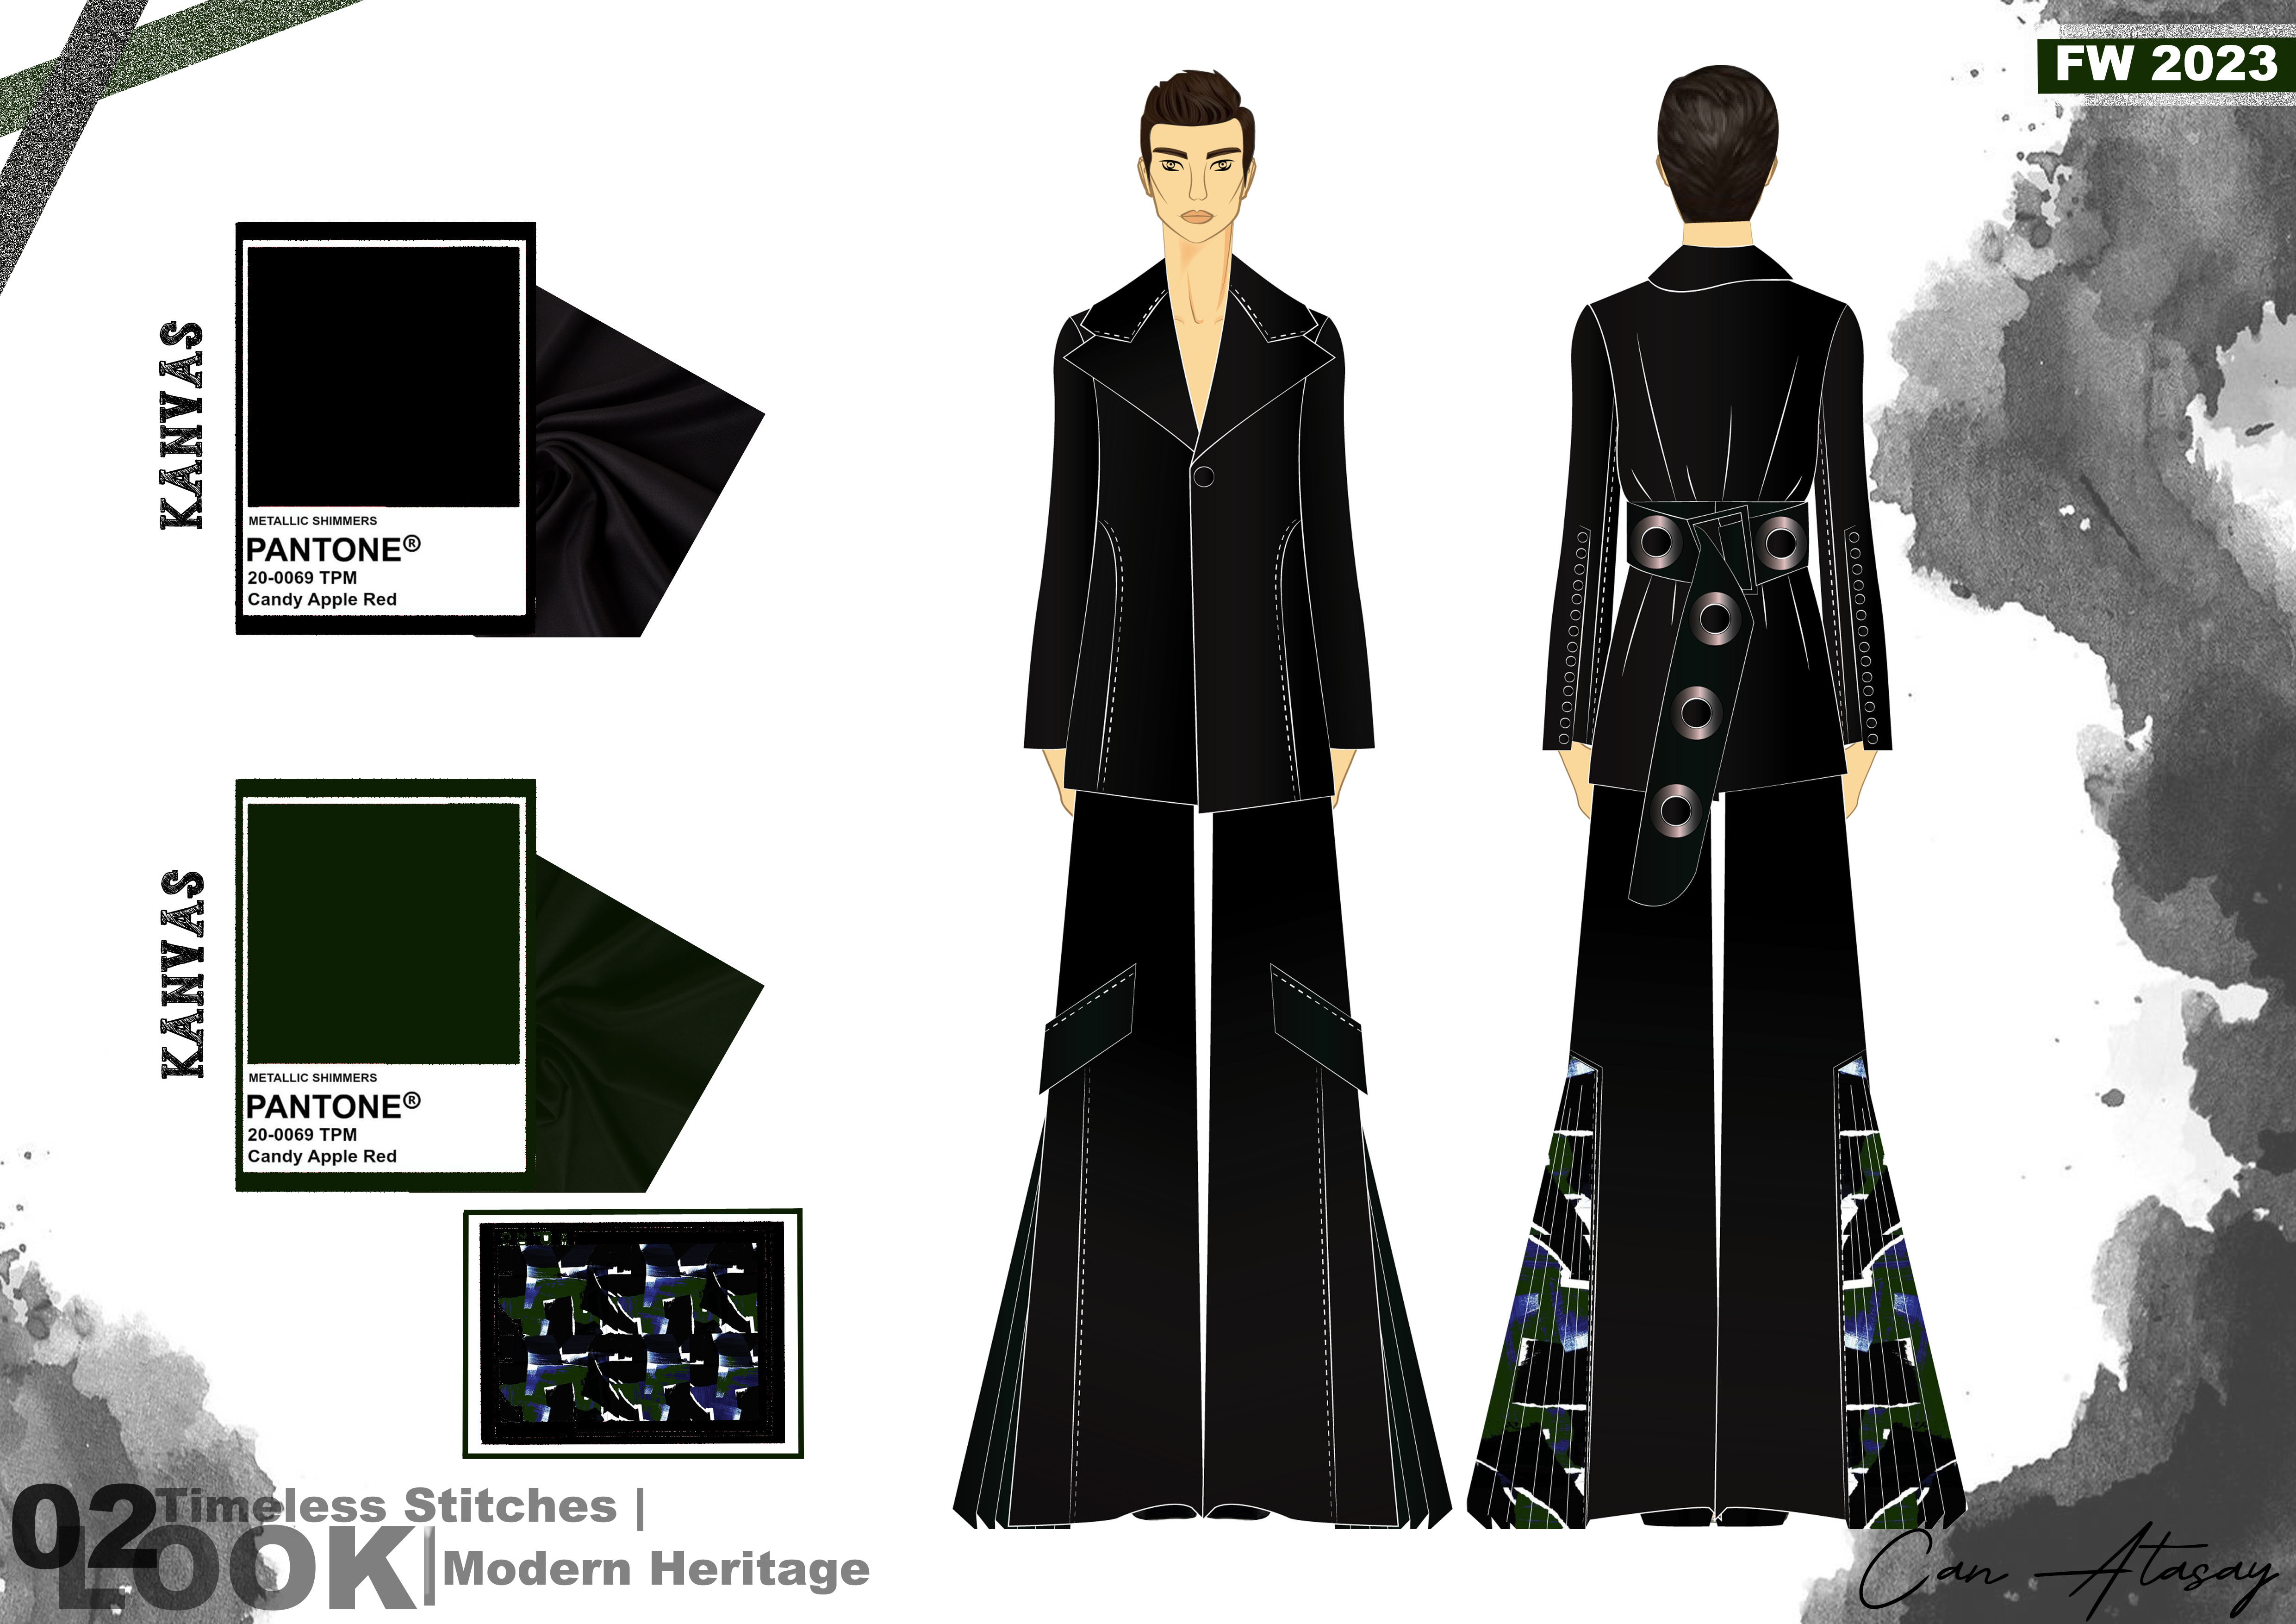 FW 2023
KANVAS
METALLIC SHIMMERS
PANTONE®
20-0069 TPM
Candy Apple Red
KANVAS
METALLIC SHIMMERS
PANTONE®
20-0069 TPM
Candy Apple Red
02
Timeless Stitches |
LOOK|
Modern Heritage
Can Atasay